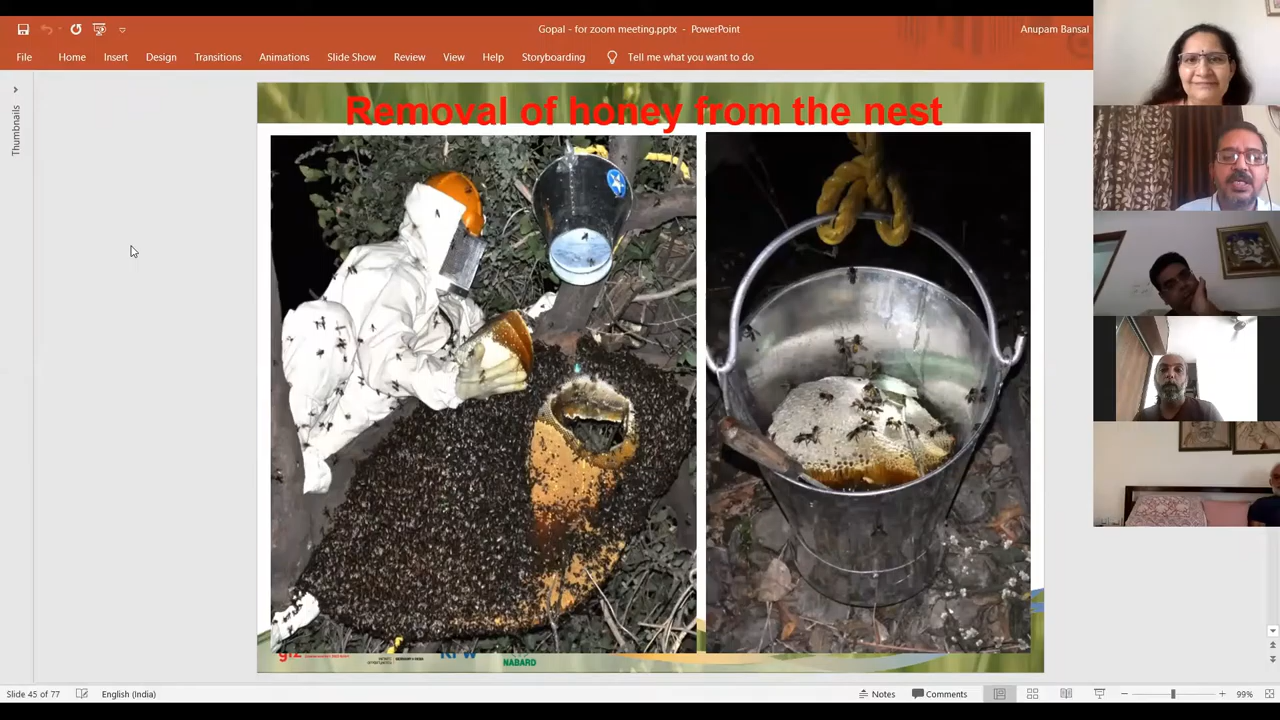 Gopal - for zoom meeting.pptx - PowerPoint
Anupam Bansal
File Home Insert Design Transitions Animations Slide Show Review View Help Storyboarding Tell me what you want to do
Thumbnails
Removal of honey from the nest
giz
KFW
NABARD
Slide 45 of 77 English (India) Notes Comments 99%